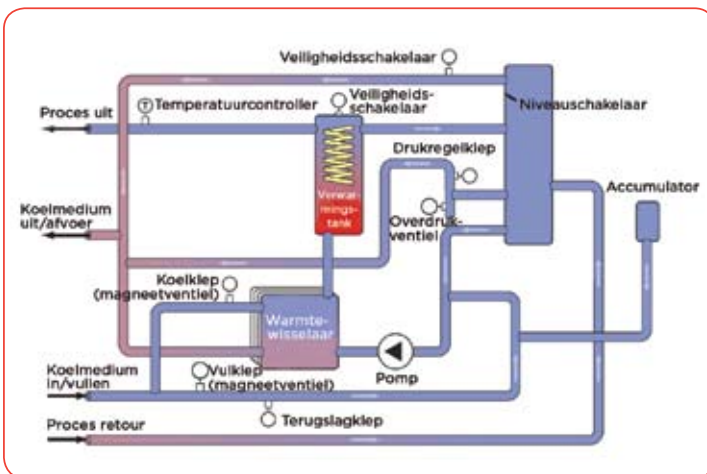 Veiligheidsschakelaar
Proces uit
T
Temperatuurcontroller
Veiligheids-
schakelaar
Niveauschakelaar
Drukregelklep
Verwar-
mings-
tank
Accumulator
Koelmedium
uit/afvoer
Overdruk-
ventiel
Koelklep
(magneetventiel)
Warmte-
wisselaar
Koelmedium
in/vullen
Vulklep
(magneetventiel)
Pomp
Terugslagklep
Proces retour